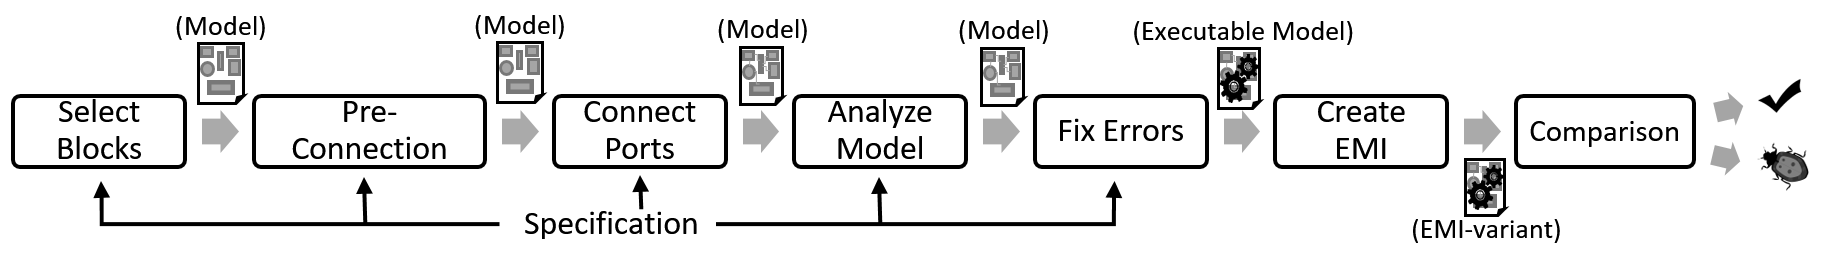 (Model)
(Model)
(Model)
(Model)
(Executable Model)
Select
Blocks
Pre-
Connection
Connect
Ports
Analyze
Model
Fix Errors
Create
EMI
Comparison
Specification
(EMI-variant)